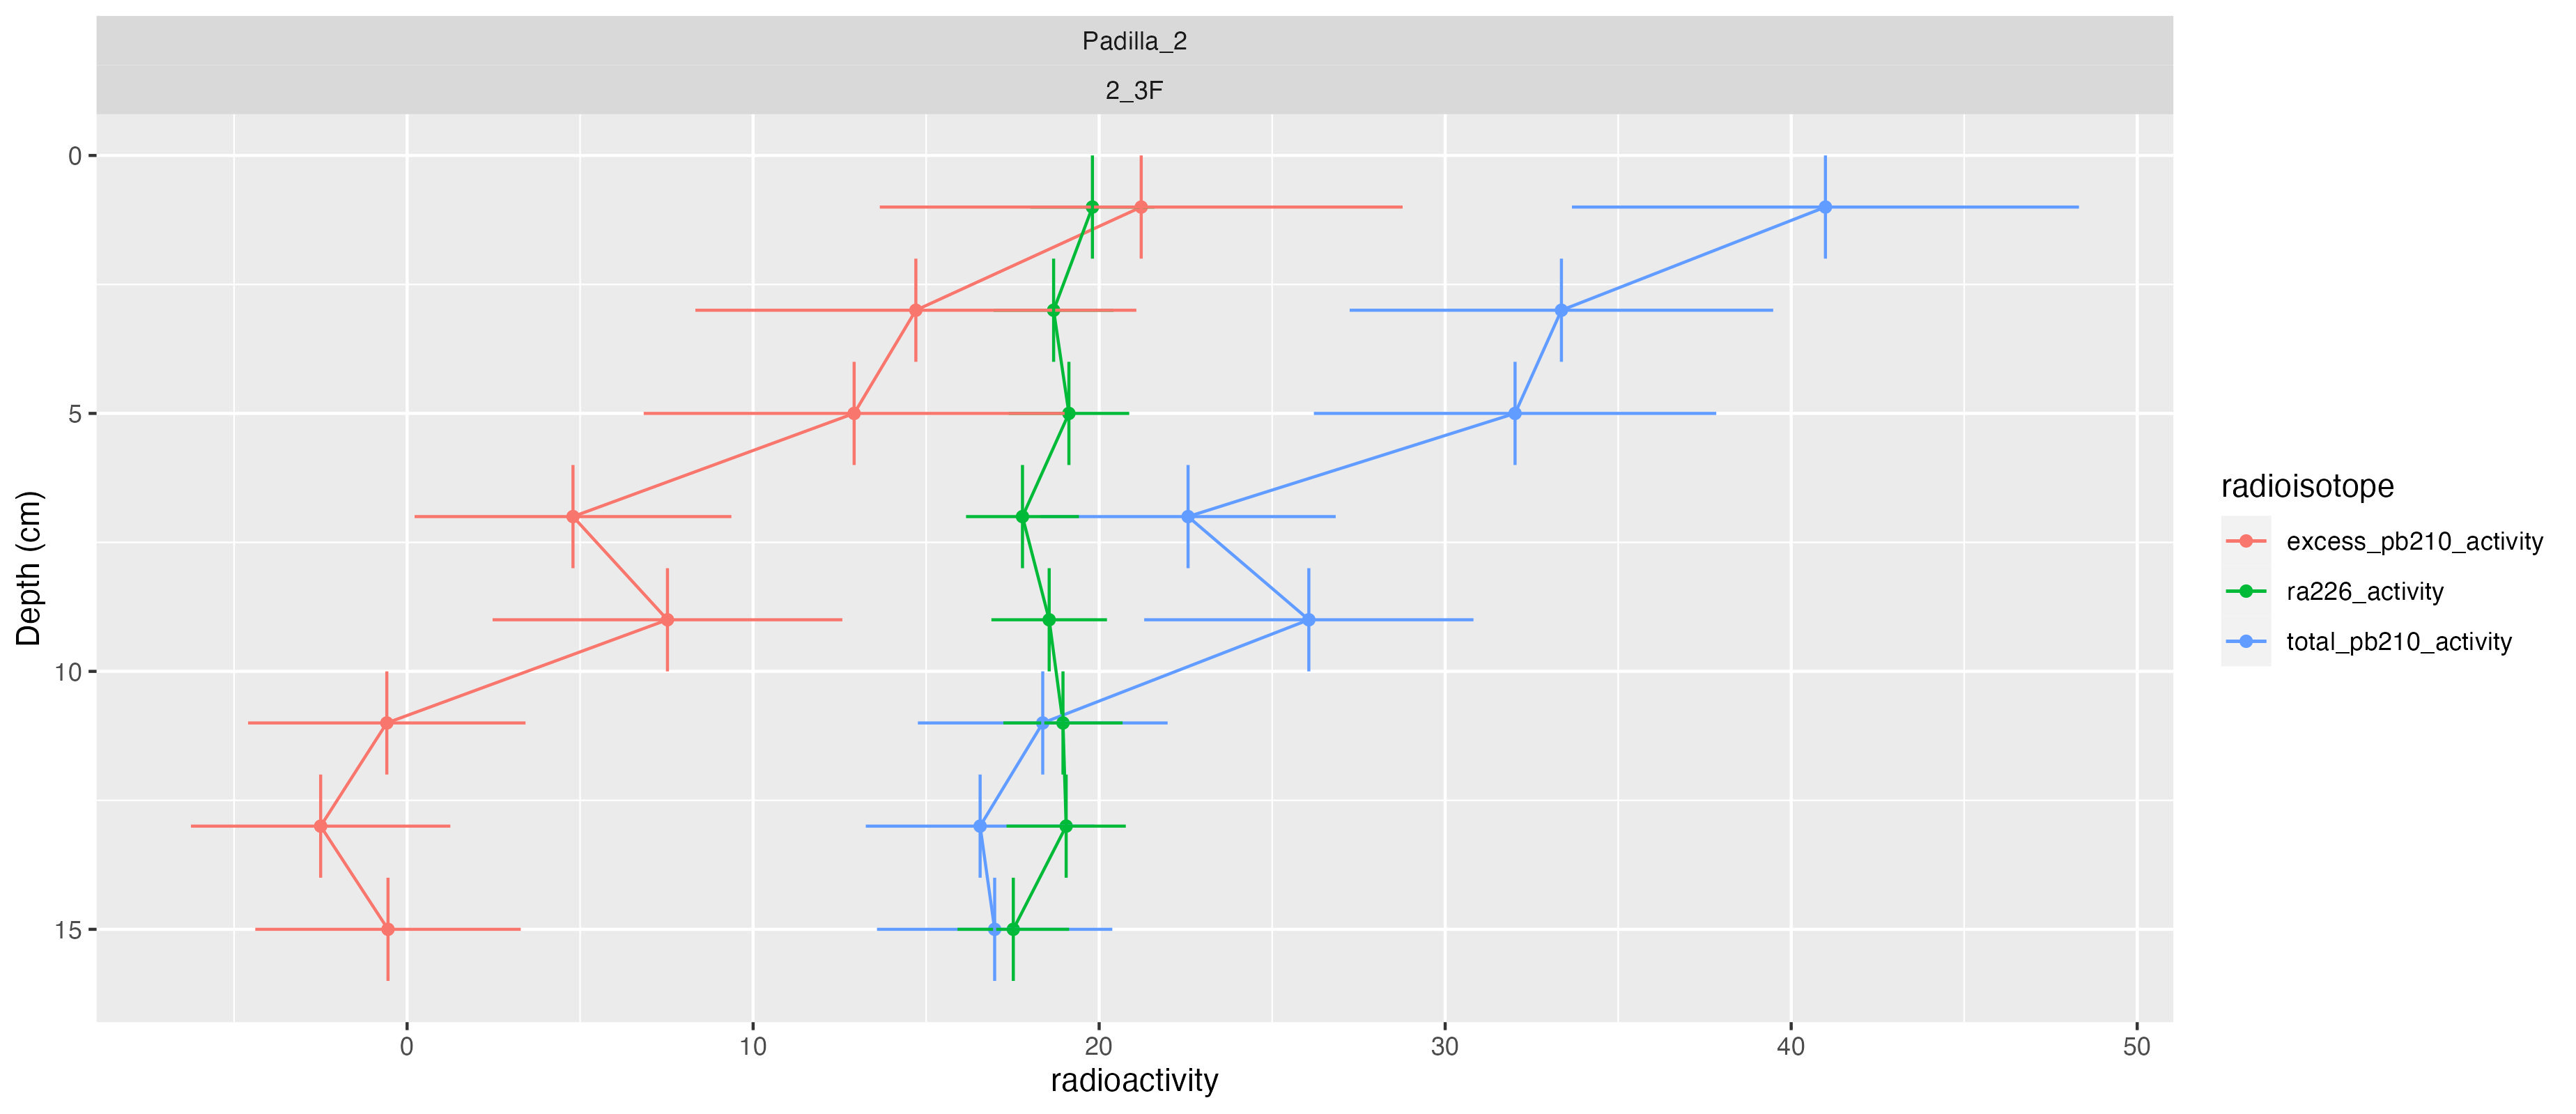 Padilla_2
2_3F
0
5
10
15
Depth (cm)
0 10 20 30 40 50
radioactivity
radioisotope
excess_pb210_activity
ra226_activity
total_pb210_activity